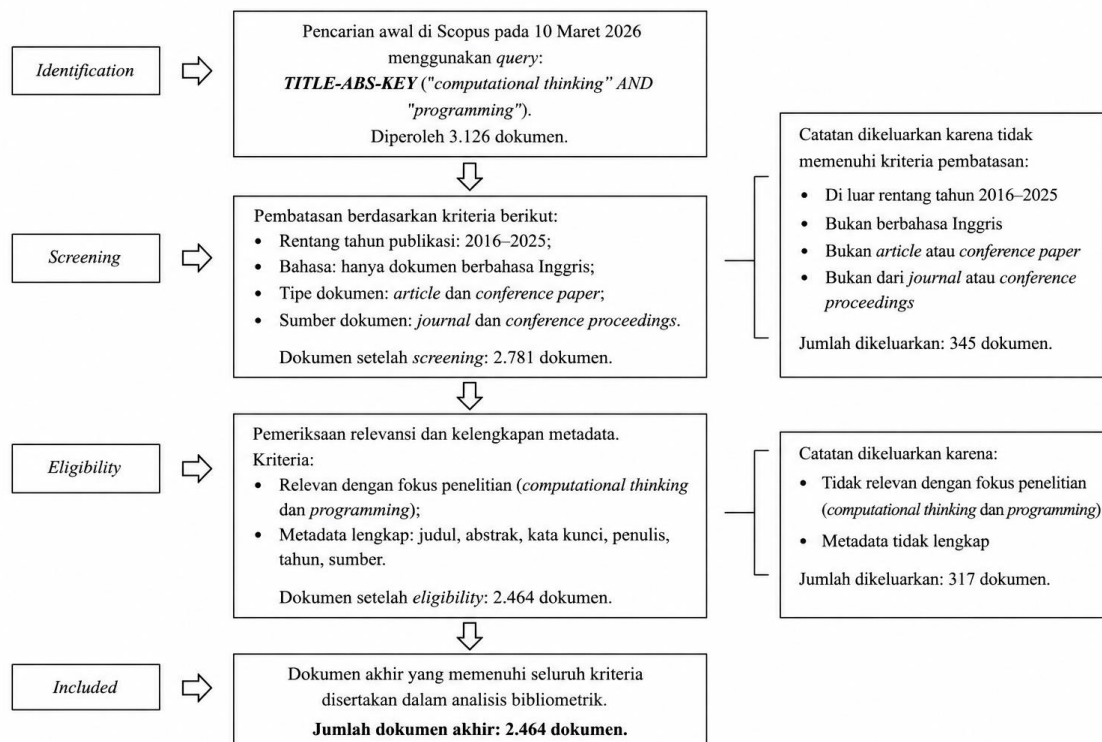 Identification
Pencarian awal di Scopus pada 10 Maret 2026
menggunakan query:
TITLE-ABS-KEY ("computational thinking” AND
"programming").
Diperoleh 3.126 dokumen.
Screening
Pembatasan berdasarkan kriteria berikut:
• Rentang tahun publikasi: 2016–2025;
• Bahasa: hanya dokumen berbahasa Inggris;
• Tipe dokumen: article dan conference paper;
• Sumber dokumen: journal dan conference proceedings.
Dokumen setelah screening: 2.781 dokumen.
Catatan dikeluarkan karena tidak
memenuhi kriteria pembatasan:
• Di luar rentang tahun 2016–2025
• Bukan berbahasa Inggris
• Bukan article atau conference paper
• Bukan dari journal atau conference
proceedings
Jumlah dikeluarkan: 345 dokumen.
Eligibility
Pemeriksaan relevansi dan kelengkapan metadata.
Kriteria:
• Relevan dengan fokus penelitian (computational thinking
dan programming);
• Metadata lengkap: judul, abstrak, kata kunci, penulis,
tahun, sumber.
Dokumen setelah eligibility: 2.464 dokumen.
Catatan dikeluarkan karena:
• Tidak relevan dengan fokus penelitian
(computational thinking dan programming)
• Metadata tidak lengkap
Jumlah dikeluarkan: 317 dokumen.
Included
Dokumen akhir yang memenuhi seluruh kriteria
disertakan dalam analisis bibliometrik.
Jumlah dokumen akhir: 2.464 dokumen.